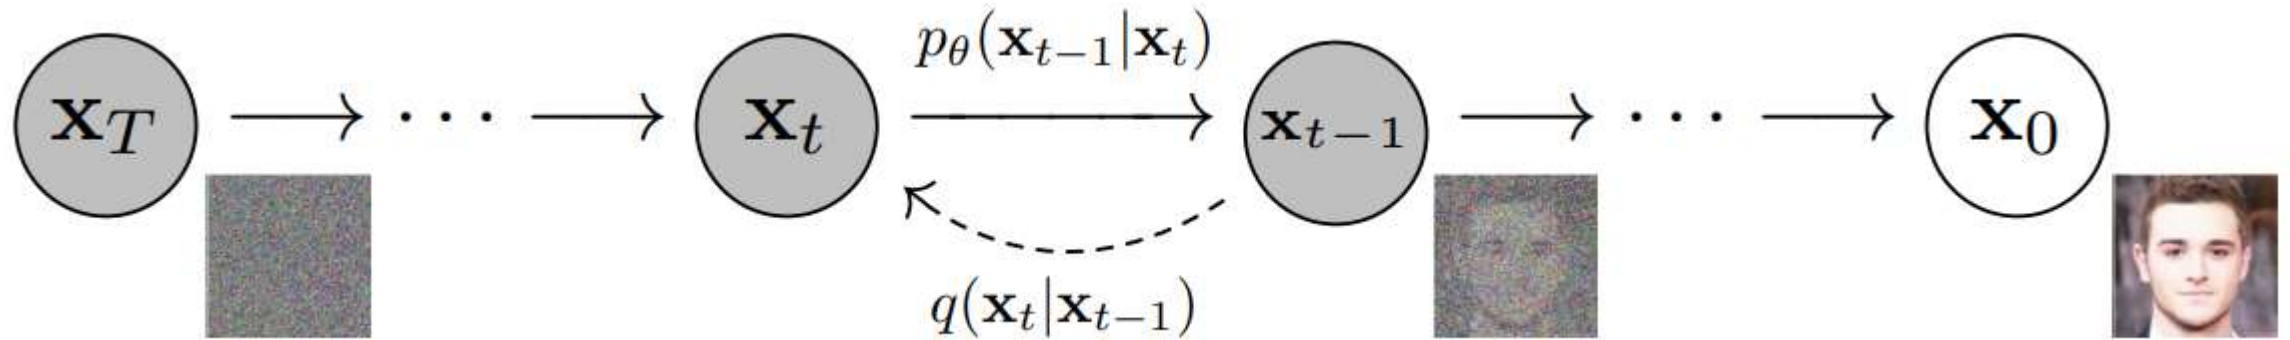 p_θ(x_{t−1}|x_t)
x_T → ··· → x_t → x_{t−1} → ··· → x_0
q(x_t|x_{t−1})